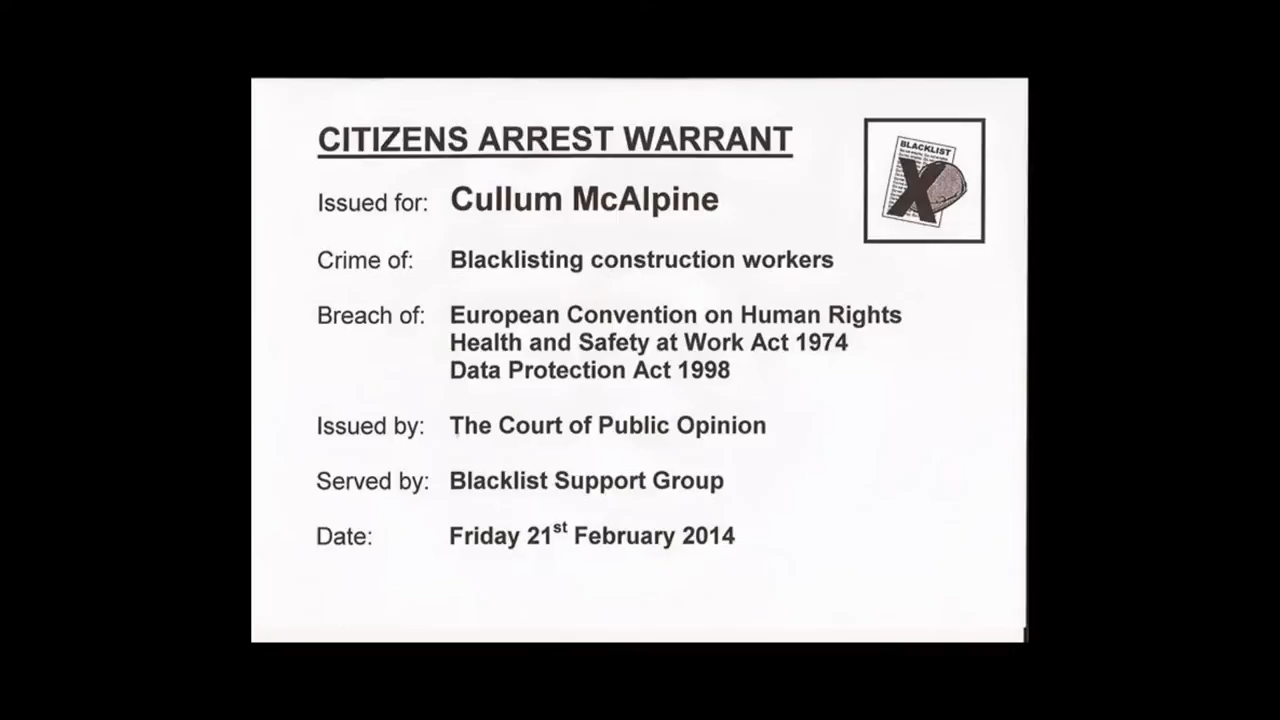 CITIZENS ARREST WARRANT
BLACKLIST
Issued for: Cullum McAlpine
Crime of: Blacklisting construction workers
Breach of: European Convention on Human Rights
Health and Safety at Work Act 1974
Data Protection Act 1998
Issued by: The Court of Public Opinion
Served by: Blacklist Support Group
Date: Friday 21st February 2014